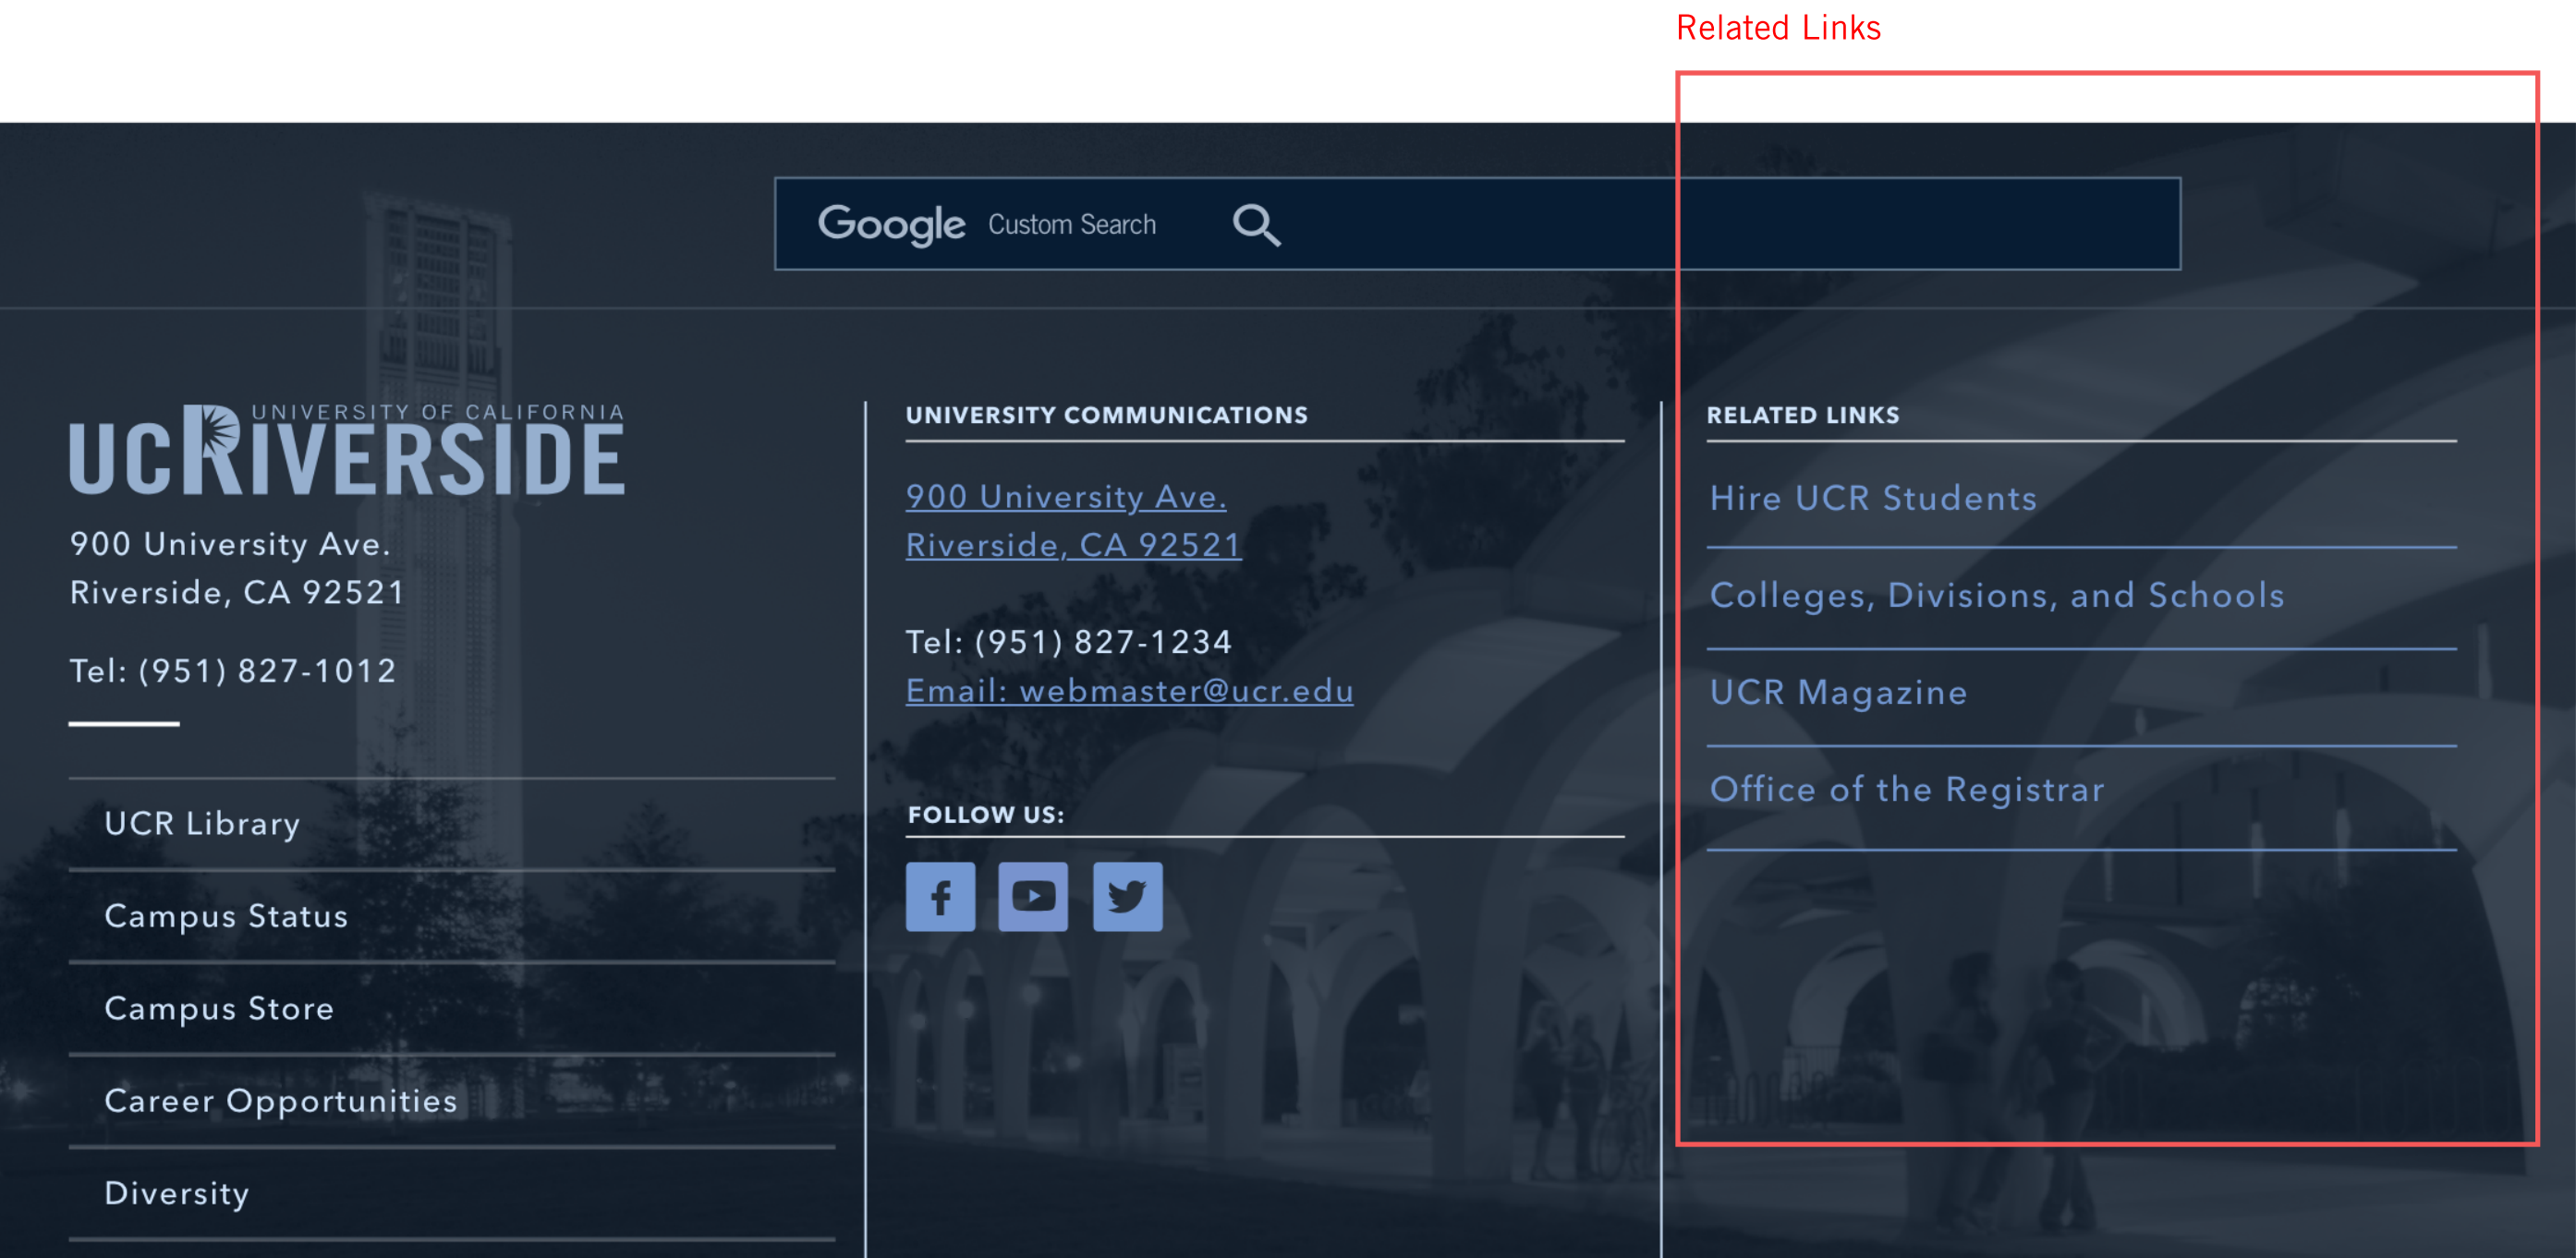 Related Links
Google Custom Search
UNIVERSITY OF CALIFORNIA
UCRIVERSIDE
900 University Ave.
Riverside, CA 92521
Tel: (951) 827-1012
UCR Library
Campus Status
Campus Store
Career Opportunities
Diversity
UNIVERSITY COMMUNICATIONS
900 University Ave.
Riverside, CA 92521
Tel: (951) 827-1234
Email: webmaster@ucr.edu
FOLLOW US:
RELATED LINKS
Hire UCR Students
Colleges, Divisions, and Schools
UCR Magazine
Office of the Registrar